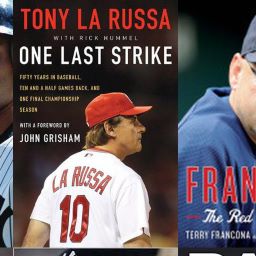 TONY LA RUSSA
WITH RICK HUMMEL
ONE LAST STRIKE
FIFTY YEARS IN BASEBALL,
TEN AND A HALF GAMES BACK, AND
ONE FINAL CHAMPIONSHIP
SEASON
WITH A FOREWORD BY
JOHN GRISHAM
LA RUSSA
10
FRAN
The Red
TERRY FRANCONA